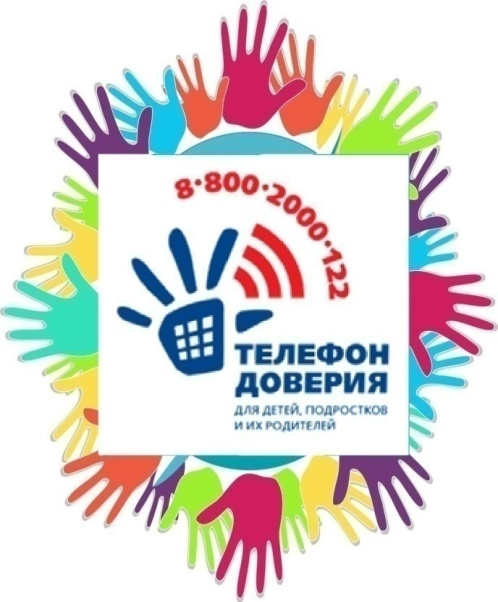 8·800·2000·122
ТЕЛЕФОН
ДОВЕРИЯ
ДЛЯ ДЕТЕЙ, ПОДРОСТКОВ
И ИХ РОДИТЕЛЕЙ